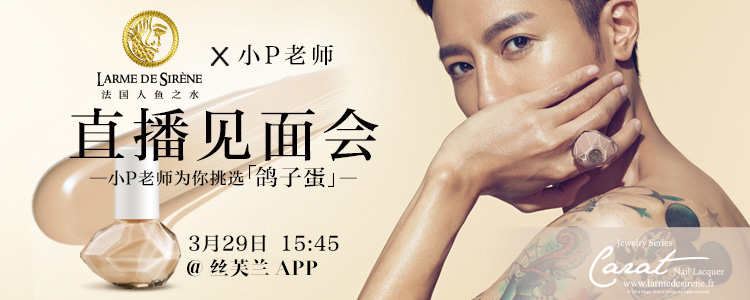 LARME DE SIRÈNE
法国人鱼之水
X 小P老师
直播见面会
—小P老师为你挑选「鸽子蛋」—
3月29日 15:45
@ 丝芙兰 APP
Jewelry Series
Carat
Nail Lacquer
www.larmedesirene.fr